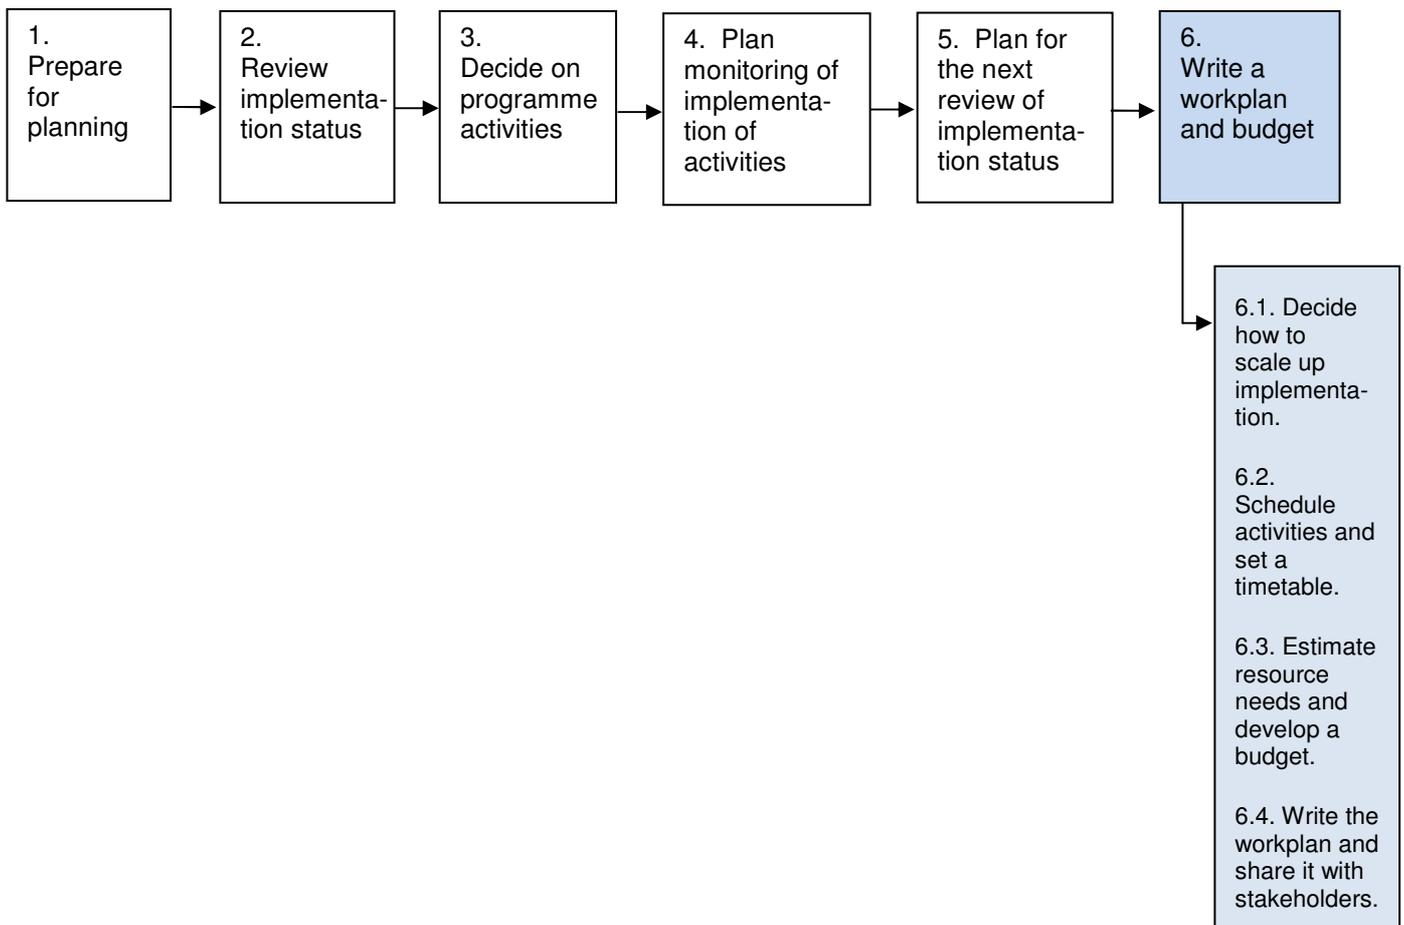 1.
Prepare
for
planning
2.
Review
implementa-
tion status
3.
Decide on
programme
activities
4.  Plan
monitoring of
implementa-
tion of
activities
5.  Plan for
the next
review of
implementa-
tion status
6.
Write a
workplan
and budget
6.1. Decide
how to
scale up
implementa-
tion.
6.2.
Schedule
activities and
set a
timetable.
6.3. Estimate
resource
needs and
develop a
budget.
6.4. Write the
workplan and
share it with
stakeholders.